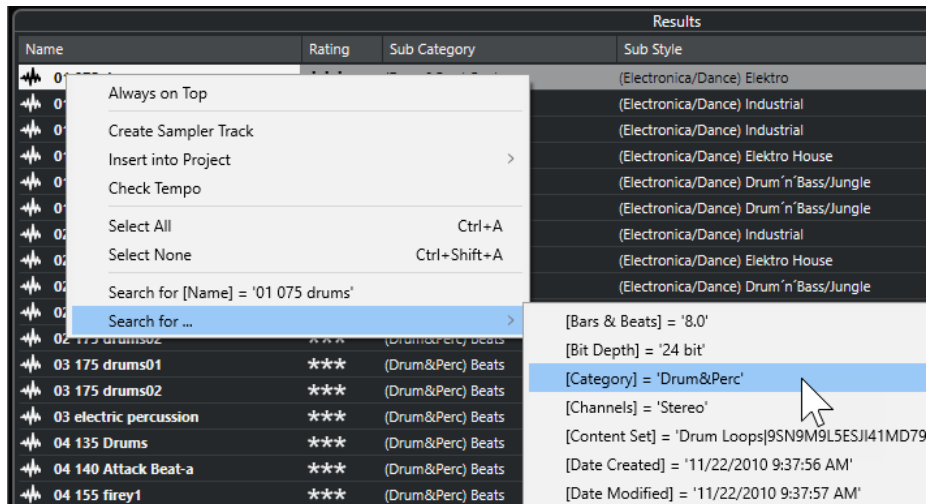 Results
Name Rating Sub Category Sub Style
(Electronica/Dance) Elektro
(Electronica/Dance) Industrial
(Electronica/Dance) Industrial
(Electronica/Dance) Elektro House
(Electronica/Dance) Drum´n´Bass/Jungle
(Electronica/Dance) Drum´n´Bass/Jungle
(Electronica/Dance) Industrial
(Electronica/Dance) Elektro House
(Electronica/Dance) Drum´n´Bass/Jungle
Always on Top
Create Sampler Track
Insert into Project >
Check Tempo
Select All Ctrl+A
Select None Ctrl+Shift+A
Search for [Name] = '01 075 drums'
Search for ... >
[Bars & Beats] = '8.0'
[Bit Depth] = '24 bit'
[Category] = 'Drum&Perc'
[Channels] = 'Stereo'
[Content Set] = 'Drum Loops|9SN9M9L5ESJI41MD79
[Date Created] = '11/22/2010 9:37:56 AM'
[Date Modified] = '11/22/2010 9:37:57 AM'
02 175 drums02 *** (Drum&Perc) Beats
03 175 drums01 *** (Drum&Perc) Beats
03 175 drums02 *** (Drum&Perc) Beats
03 electric percussion *** (Drum&Perc) Beats
04 135 Drums *** (Drum&Perc) Beats
04 140 Attack Beat-a *** (Drum&Perc) Beats
04 155 firey1 *** (Drum&Perc) Beats